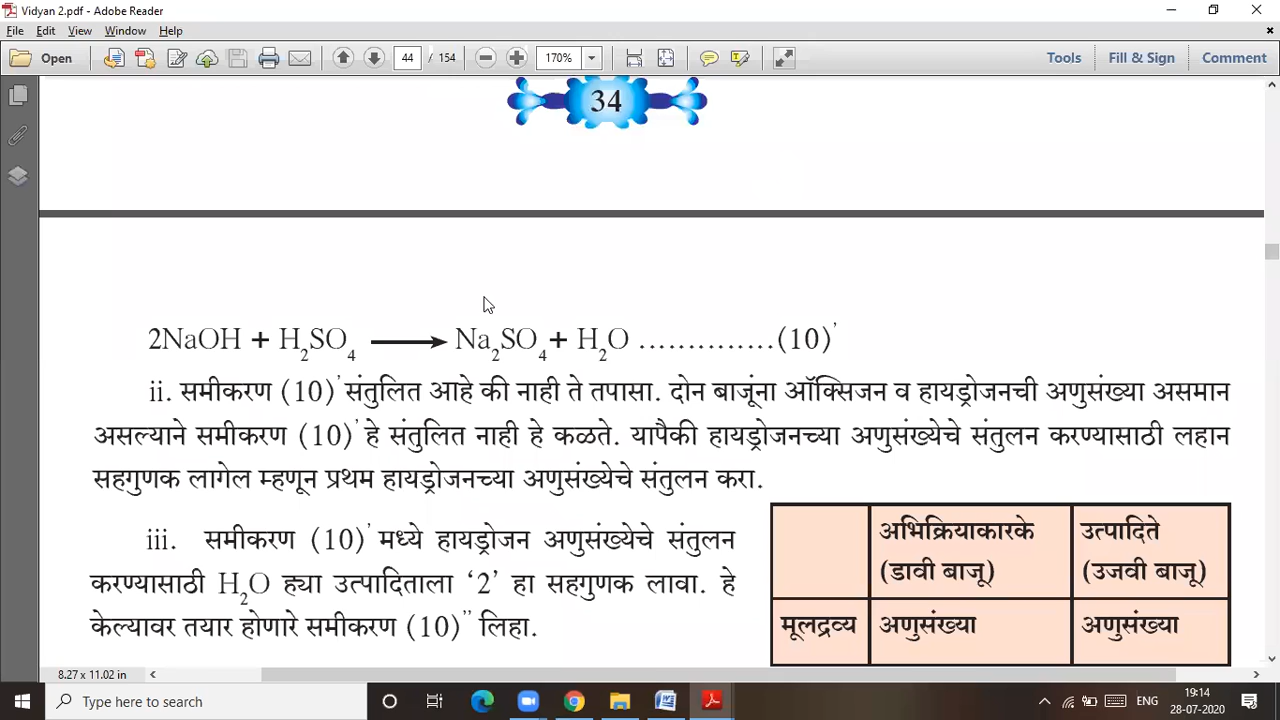 Vidyan 2.pdf - Adobe Reader
File Edit View Window Help
Open 44 / 154 170% Tools Fill & Sign Comment
34
2NaOH + H₂SO₄ ⟶ Na₂SO₄ + H₂O ..............(10)'
ii. समीकरण (10)' संतुलित आहे की नाही ते तपासा. दोन बाजूंना ऑक्सिजन व हायड्रोजनची अणुसंख्या असमान
असल्याने समीकरण (10)' हे संतुलित नाही हे कळते. यापैकी हायड्रोजनच्या अणुसंख्येचे संतुलन करण्यासाठी लहान
सहगुणक लागेल म्हणून प्रथम हायड्रोजनच्या अणुसंख्येचे संतुलन करा.
iii. समीकरण (10)' मध्ये हायड्रोजन अणुसंख्येचे संतुलन
करण्यासाठी H₂O ह्या उत्पादिताला ‘2’ हा सहगुणक लावा. हे
केल्यावर तयार होणारे समीकरण (10)'' लिहा.
अभिक्रियाकारके उत्पादिते
(डावी बाजू) (उजवी बाजू)
मूलद्रव्य अणुसंख्या अणुसंख्या
8.27 x 11.02 in
Type here to search
ENG
19:14
28-07-2020